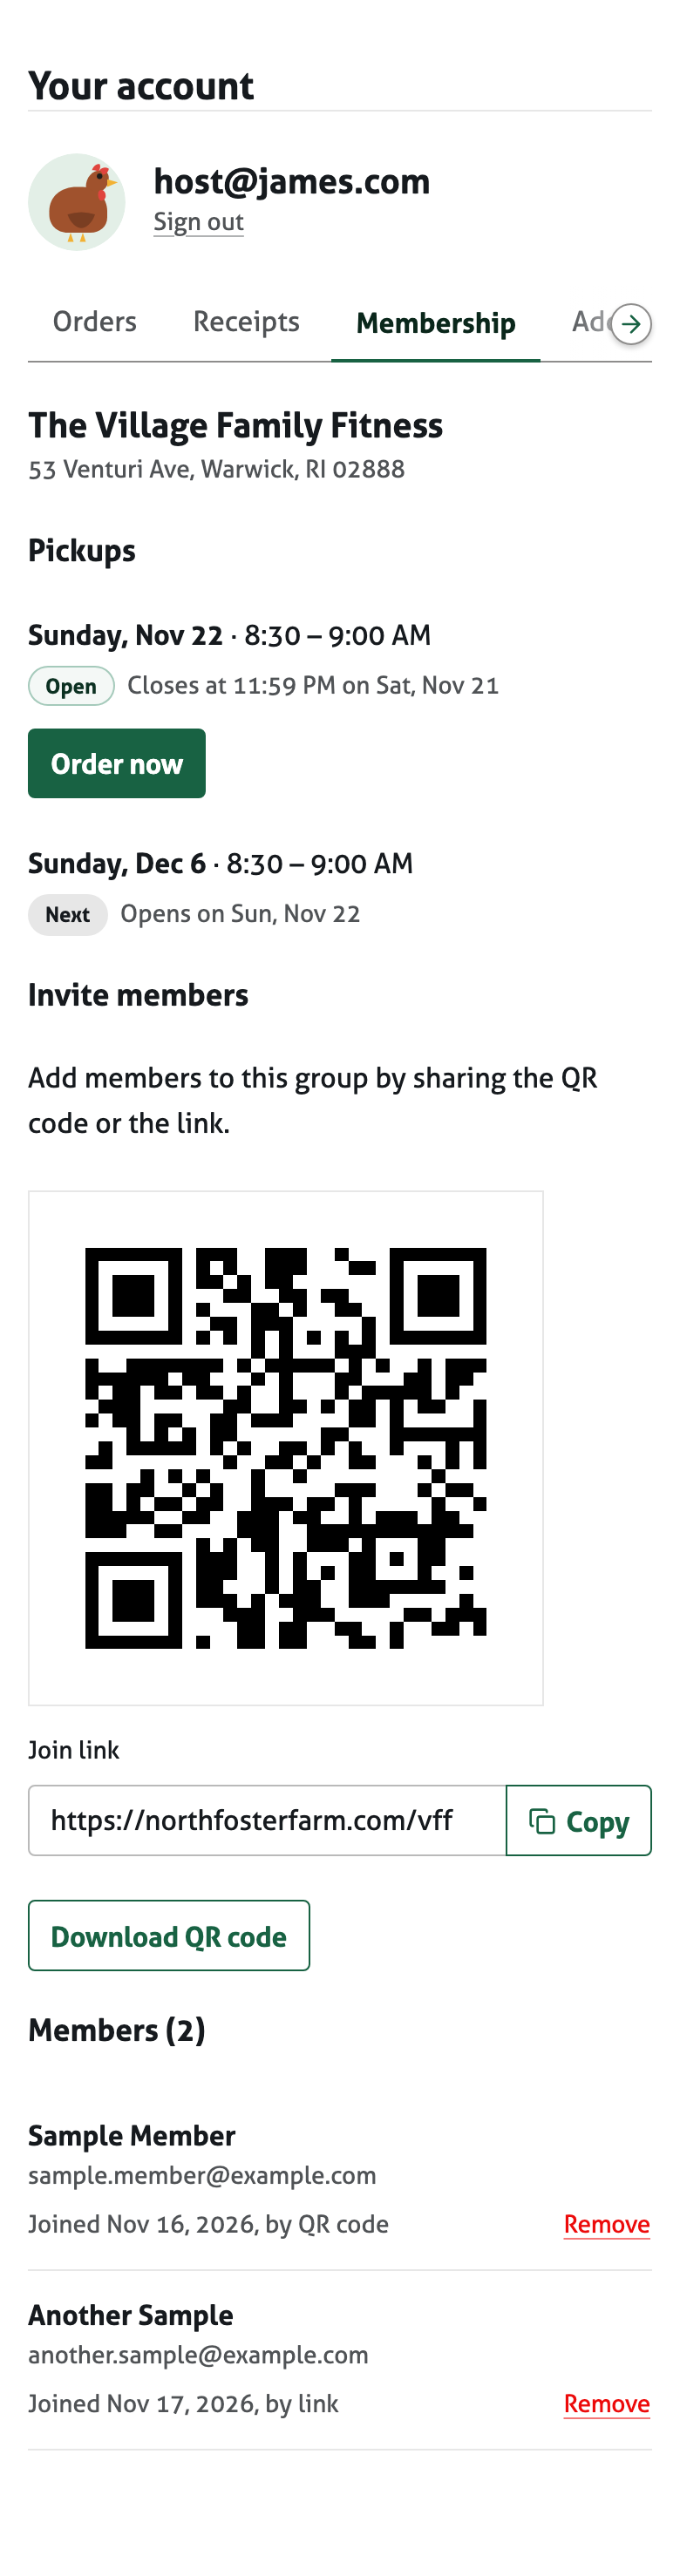 Your account
host@james.com
Sign out
Orders Receipts Membership
The Village Family Fitness
53 Venturi Ave, Warwick, RI 02888
Pickups
Sunday, Nov 22 · 8:30 – 9:00 AM
Open Closes at 11:59 PM on Sat, Nov 21
Order now
Sunday, Dec 6 · 8:30 – 9:00 AM
Next Opens on Sun, Nov 22
Invite members
Add members to this group by sharing the QR
code or the link.
Join link
https://northfosterfarm.com/vff Copy
Download QR code
Members (2)
Sample Member
sample.member@example.com
Joined Nov 16, 2026, by QR code Remove
Another Sample
another.sample@example.com
Joined Nov 17, 2026, by link Remove